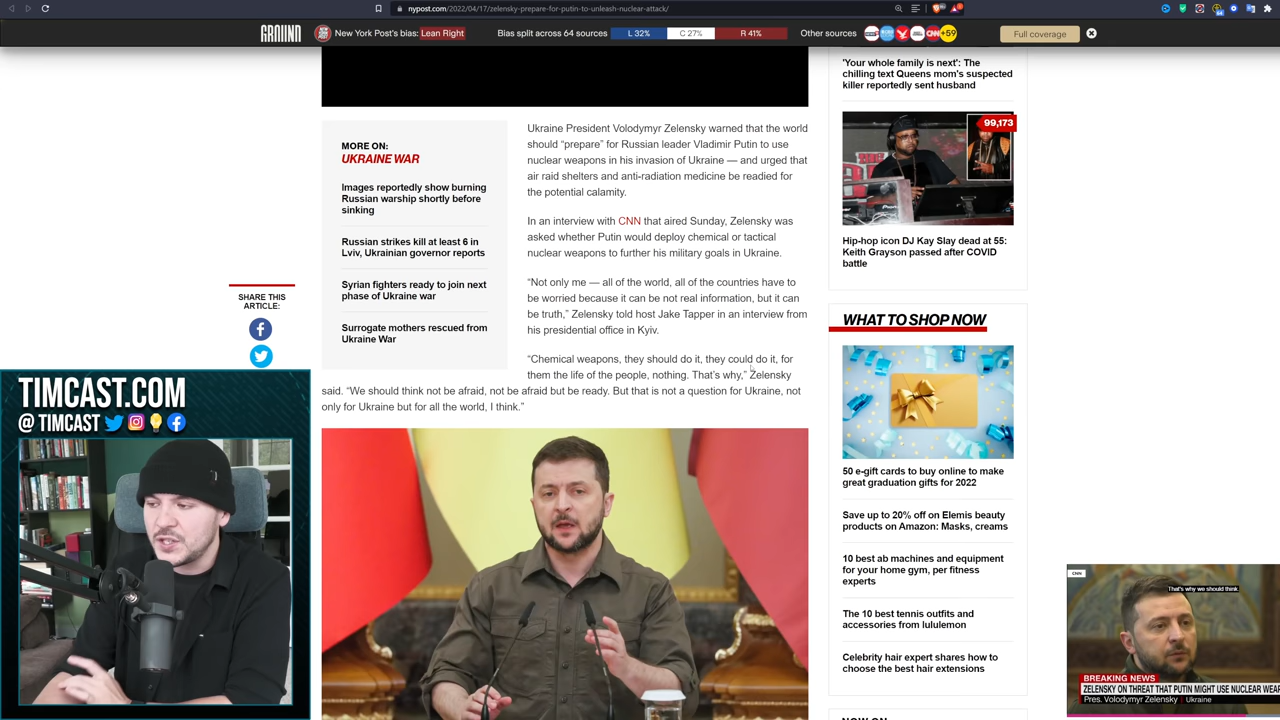 nypost.com/2022/04/17/zelensky-prepare-for-putin-to-unleash-nuclear-attack/
GROUND
New York Post's bias: Lean Right
Bias split across 64 sources
L 32%
C 27%
R 41%
Other sources
CNN
+59
Full coverage
MORE ON:
UKRAINE WAR
Images reportedly show burning
Russian warship shortly before
sinking
Russian strikes kill at least 6 in
Lviv, Ukrainian governor reports
Syrian fighters ready to join next
phase of Ukraine war
Surrogate mothers rescued from
Ukraine War
SHARE THIS
ARTICLE:
Ukraine President Volodymyr Zelensky warned that the world
should “prepare” for Russian leader Vladimir Putin to use
nuclear weapons in his invasion of Ukraine — and urged that
air raid shelters and anti-radiation medicine be readied for
the potential calamity.
In an interview with CNN that aired Sunday, Zelensky was
asked whether Putin would deploy chemical or tactical
nuclear weapons to further his military goals in Ukraine.
“Not only me — all of the world, all of the countries have to
be worried because it can be not real information, but it can
be truth,” Zelensky told host Jake Tapper in an interview from
his presidential office in Kyiv.
“Chemical weapons, they should do it, they could do it, for
them the life of the people, nothing. That’s why,” Zelensky
said. “We should think not be afraid, not be afraid but be ready. But that is not a question for Ukraine, not
only for Ukraine but for all the world, I think.”
'Your whole family is next': The
chilling text Queens mom's suspected
killer reportedly sent husband
99,173
Hip-hop icon DJ Kay Slay dead at 55:
Keith Grayson passed after COVID
battle
WHAT TO SHOP NOW
50 e-gift cards to buy online to make
great graduation gifts for 2022
Save up to 20% off on Elemis beauty
products on Amazon: Masks, creams
10 best ab machines and equipment
for your home gym, per fitness
experts
The 10 best tennis outfits and
accessories from lululemon
Celebrity hair expert shares how to
choose the best hair extensions
TIMCAST.COM
@ TIMCAST
CNN
That's why we should think.
BREAKING NEWS
ZELENSKY ON THREAT THAT PUTIN MIGHT USE NUCLEAR WEAP
Pres. Volodymyr Zelensky | Ukraine